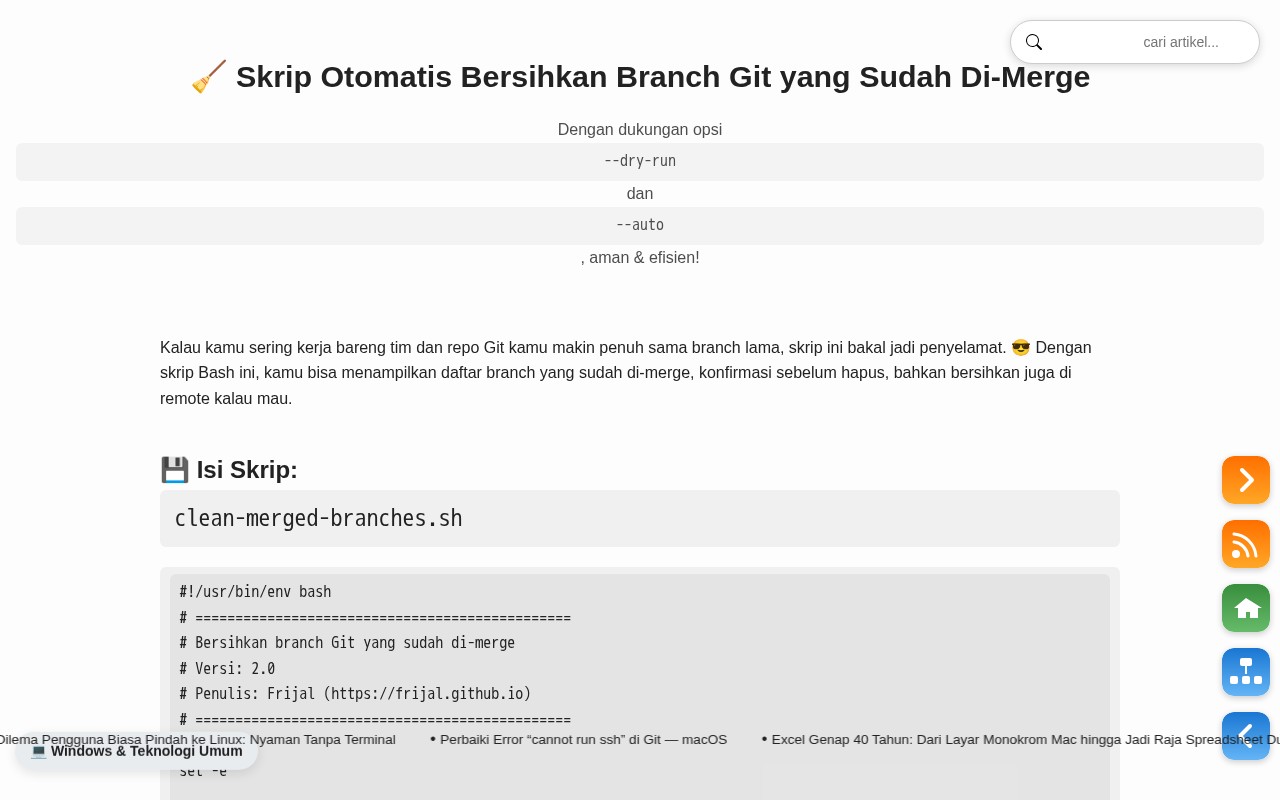 cari artikel...
🧹 Skrip Otomatis Bersihkan Branch Git yang Sudah Di-Merge
Dengan dukungan opsi
--dry-run
dan
--auto
, aman & efisien!
Kalau kamu sering kerja bareng tim dan repo Git kamu makin penuh sama branch lama, skrip ini bakal jadi penyelamat. 😎 Dengan
skrip Bash ini, kamu bisa menampilkan daftar branch yang sudah di-merge, konfirmasi sebelum hapus, bahkan bersihkan juga di
remote kalau mau.
💾 Isi Skrip:
clean-merged-branches.sh
#!/usr/bin/env bash
# ===============================================
# Bersihkan branch Git yang sudah di-merge
# Versi: 2.0
# Penulis: Frijal (https://frijal.github.io)
# ===============================================
Dilema Pengguna Biasa Pindah ke Linux: Nyaman Tanpa Terminal • Perbaiki Error “cannot run ssh” di Git — macOS • Excel Genap 40 Tahun: Dari Layar Monokrom Mac hingga Jadi Raja Spreadsheet Du
💻 Windows & Teknologi Umum
set -e